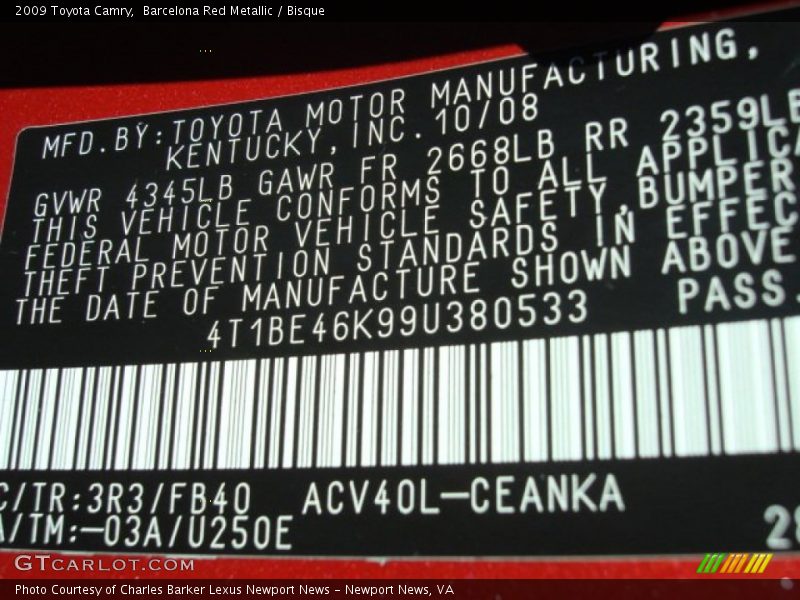 2009 Toyota Camry, Barcelona Red Metallic / Bisque
MFD.BY:TOYOTA MOTOR MANUFACTURING,
KENTUCKY,INC.10/08
GVWR 4345LB GAWR FR 2668LB RR 2359LB
THIS VEHICLE CONFORMS TO ALL APPLICA
FEDERAL MOTOR VEHICLE SAFETY,BUMPER
THEFT PREVENTION STANDARDS IN EFFEC
THE DATE OF MANUFACTURE SHOWN ABOVE
4T1BE46K99U380533 PASS.
C/TR:3R3/FB40 ACV40L-CEANKA
A/TM:-03A/U250E 28
GTCARLOT.COM
Photo Courtesy of Charles Barker Lexus Newport News - Newport News, VA